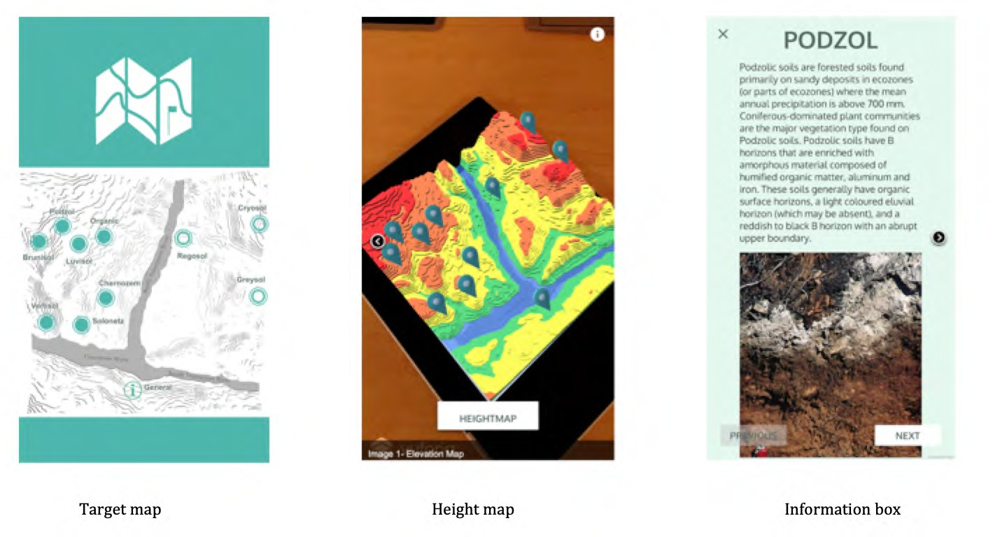 Podzol
Organic
Cryosol
Brunisol
Luvisol
Regosol
Chernozem
Greysol
Vertisol
Solonetz
General
i
HEIGHTMAP
Image 1- Elevation Map
PODZOL
Podzolic soils are forested soils found
primarily on sandy deposits in ecozones
(or parts of ecozones) where the mean
annual precipitation is above 700 mm.
Coniferous-dominated plant communities
are the major vegetation type found on
Podzolic soils. Podzolic soils have B
horizons that are enriched with
amorphous material composed of
humified organic matter, aluminum and
iron. These soils generally have organic
surface horizons, a light coloured eluvial
horizon (which may be absent), and a
reddish to black B horizon with an abrupt
upper boundary.
PREVIOUS
NEXT
Target map
Height map
Information box